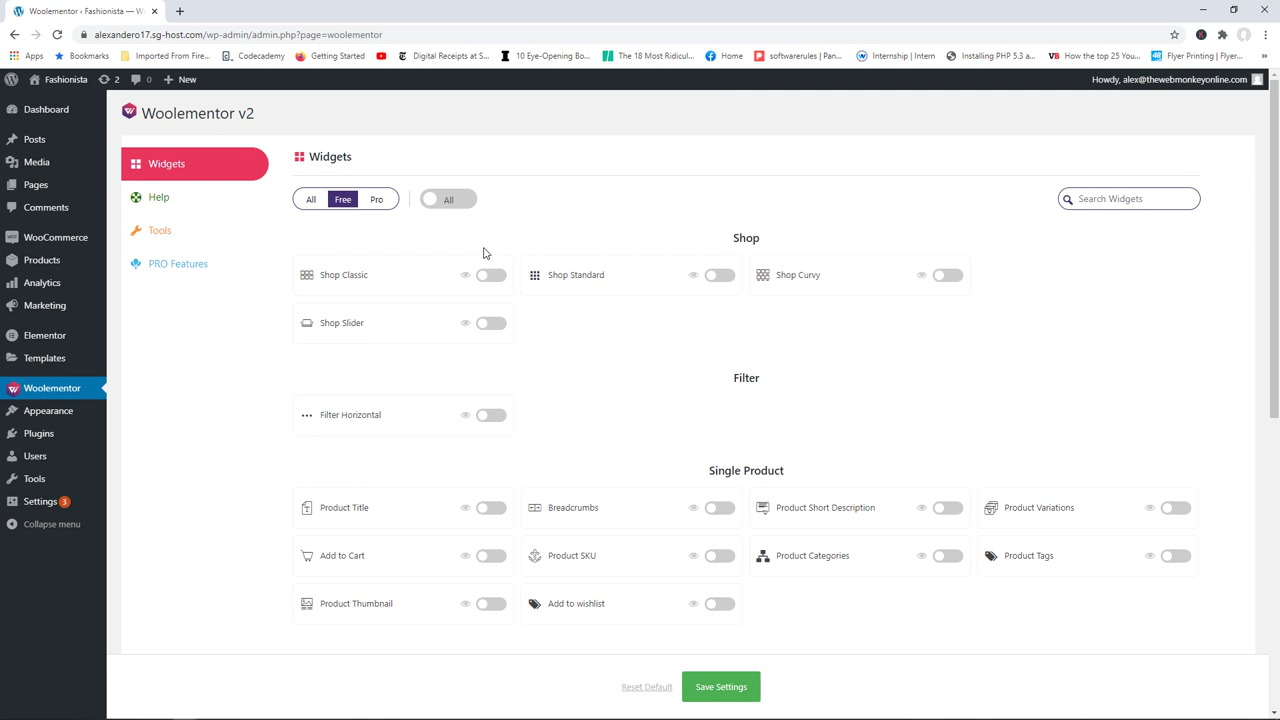 Woolementor ‹ Fashionista — W
alexandero17.sg-host.com/wp-admin/admin.php?page=woolementor
Apps
Bookmarks
Imported From Fire...
Codecademy
Getting Started
Digital Receipts at S...
10 Eye-Opening Bo...
The 18 Most Ridicul...
Home
softwarerules | Parti...
Internship | Intern
Installing PHP 5.3 a...
How the top 25 You...
Flyer Printing | Flyer...
Fashionista
2
0
New
Howdy, alex@thewebmonkeyonline.com
Dashboard
Posts
Media
Pages
Comments
WooCommerce
Products
Analytics
Marketing
Elementor
Templates
Woolementor
Appearance
Plugins
Users
Tools
Settings 3
Collapse menu
Woolementor v2
Widgets
Help
Tools
PRO Features
Widgets
All
Free
Pro
All
Search Widgets
Shop
Shop Classic
Shop Standard
Shop Curvy
Shop Slider
Filter
Filter Horizontal
Single Product
Product Title
Breadcrumbs
Product Short Description
Product Variations
Add to Cart
Product SKU
Product Categories
Product Tags
Product Thumbnail
Add to wishlist
Reset Default
Save Settings